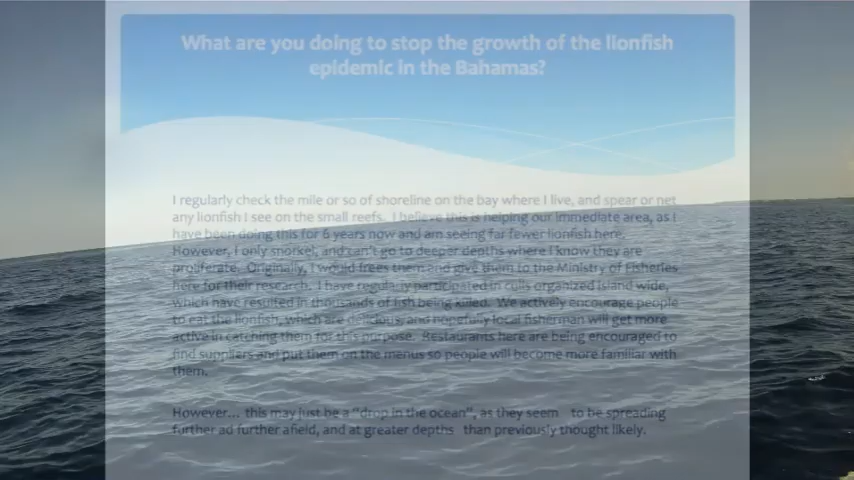 What are you doing to stop the growth of the lionfish
epidemic in the Bahamas?
I regularly check the mile or so of shoreline on the bay where I live, and spear or net
any lionfish I see on the small reefs. I believe this is helping our immediate area, as I
have been doing this for 6 years now and am seeing far fewer lionfish here.
However, I only snorkel, and can't go to deeper depths where I know they are
proliferate. Originally, I would frees them and give them to the Ministry of Fisheries
here for their research. I have regularly participated in culls organized island wide,
which have resulted in thousands of fish being killed. We actively encourage people
to eat the lionfish, which are delicious, and hopefully local fisherman will get more
active in catching them for this purpose. Restaurants here are being encouraged to
find suppliers and put them on the menus so people will become more familiar with
them.
However... this may just be a "drop in the ocean", as they seem to be spreading
further ad further afield, and at greater depths than previously thought likely.